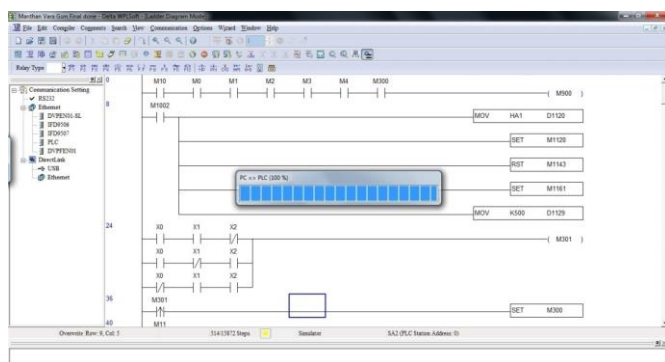 Marthan Vara Gsm Final done - Delta WPLSoft - [Ladder Diagram Mode]
File Edit Compiler Comments Search View Communication Options Wizard Window Help
Relay Type
Communication Setting
RS232
Ethernet
DVPEN01-SL
IFD9506
IFD9507
PLC
DVPFEN01
DirectLink
USB
Ethernet
0 M10 M0 M1 M2 M3 M4 M300
M900
8 M1002
MOV HA1 D1120
SET M1120
RST M1143
PC => PLC (100 %)
SET M1161
MOV K500 D1129
24 X0 X1 X2
M301
X0 X1 X2
X0 X1 X2
36 M301
SET M300
40 M11
Overwrite Row: 9, Col: 5 314/15872 Steps Simulator SA2 (PLC Station Address: 0)